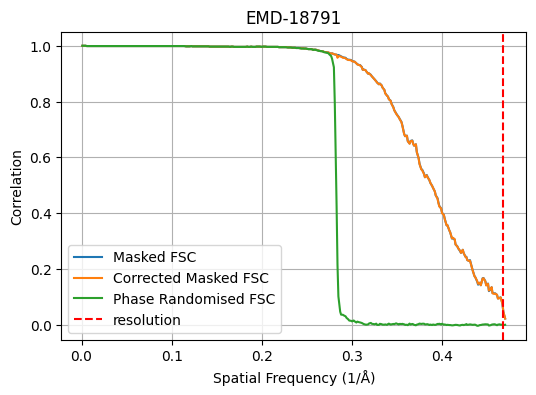 EMD-18791
Correlation
1.0
0.8
0.6
0.4
0.2
0.0
Masked FSC
Corrected Masked FSC
Phase Randomised FSC
resolution
0.0 0.1 0.2 0.3 0.4
Spatial Frequency (1/Å)